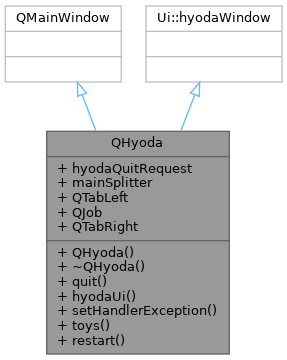 QMainWindow
Ui::hyodaWindow
QHyoda
+ hyodaQuitRequest
+ mainSplitter
+ QTabLeft
+ QJob
+ QTabRight
+ QHyoda()
+ ~QHyoda()
+ quit()
+ hyodaUi()
+ setHandlerException()
+ toys()
+ restart()